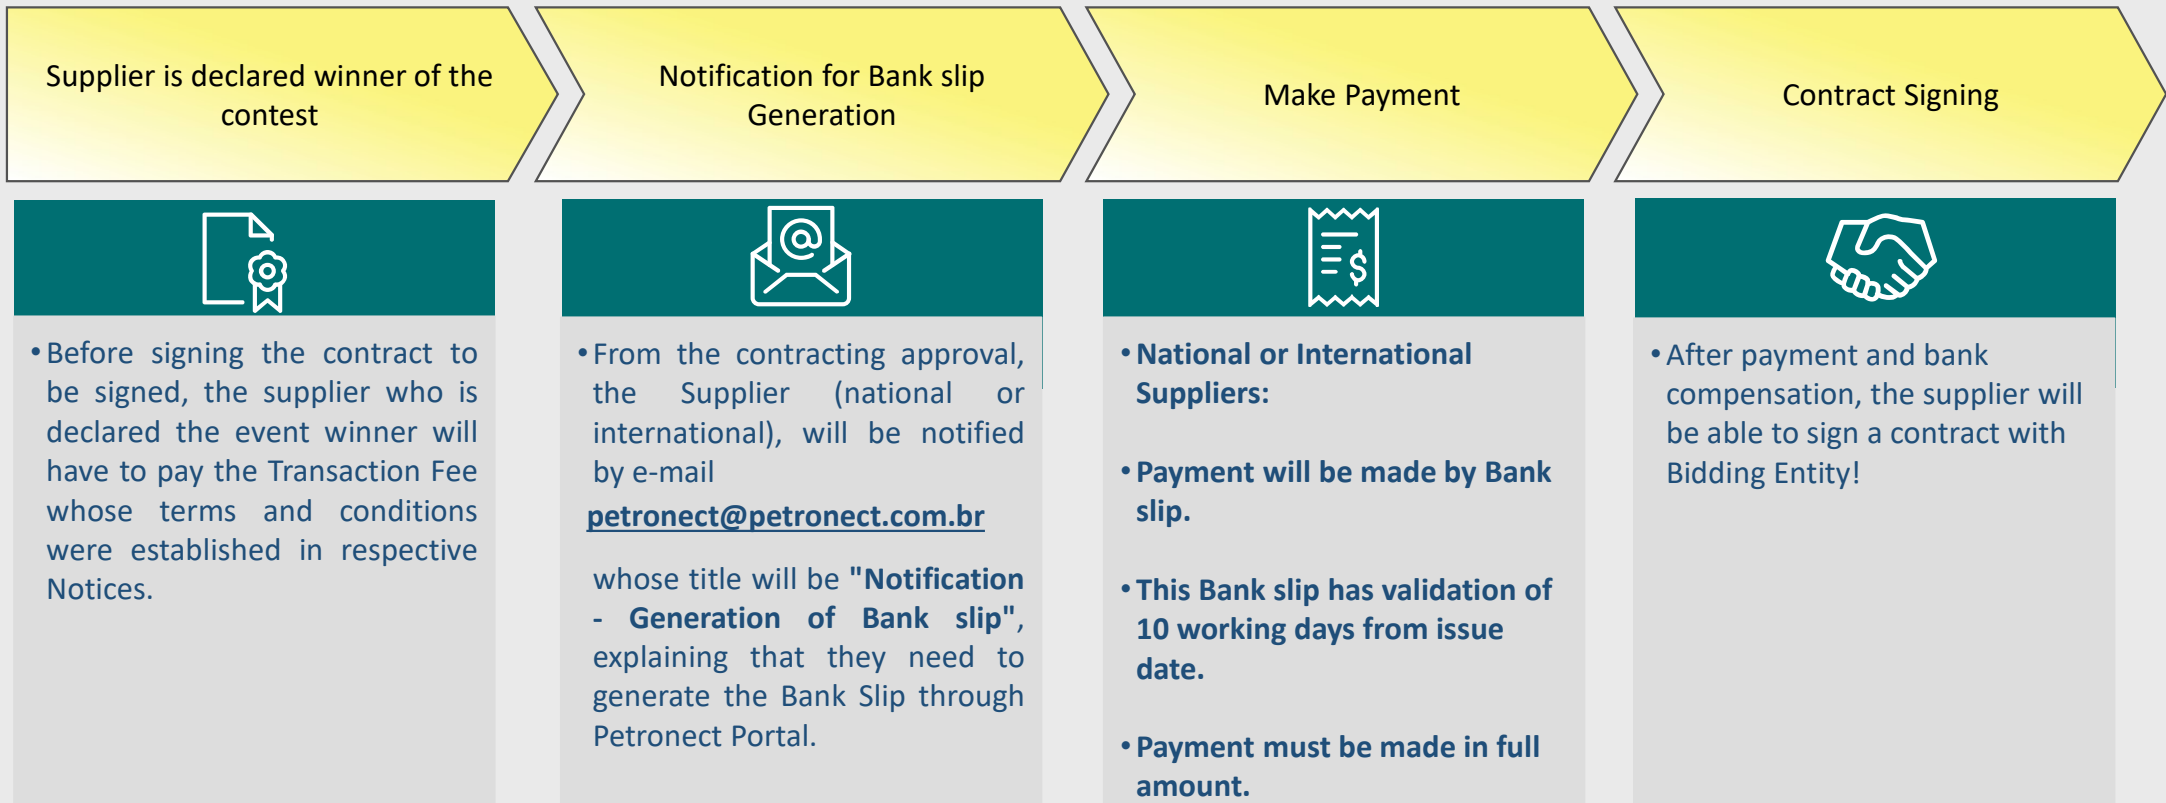 Supplier is declared winner of the
contest
Notification for Bank slip
Generation
Make Payment
Contract Signing
•Before signing the contract to
be signed, the supplier who is
declared the event winner will
have to pay the Transaction Fee
whose terms and conditions
were established in respective
Notices.
•From the contracting approval,
the Supplier (national or
international), will be notified
by e-mail
petronect@petronect.com.br
whose title will be "Notification
- Generation of Bank slip",
explaining that they need to
generate the Bank Slip through
Petronect Portal.
•National or International
Suppliers:
•Payment will be made by Bank
slip.
•This Bank slip has validation of
10 working days from issue
date.
•Payment must be made in full
amount.
•After payment and bank
compensation, the supplier will
be able to sign a contract with
Bidding Entity!